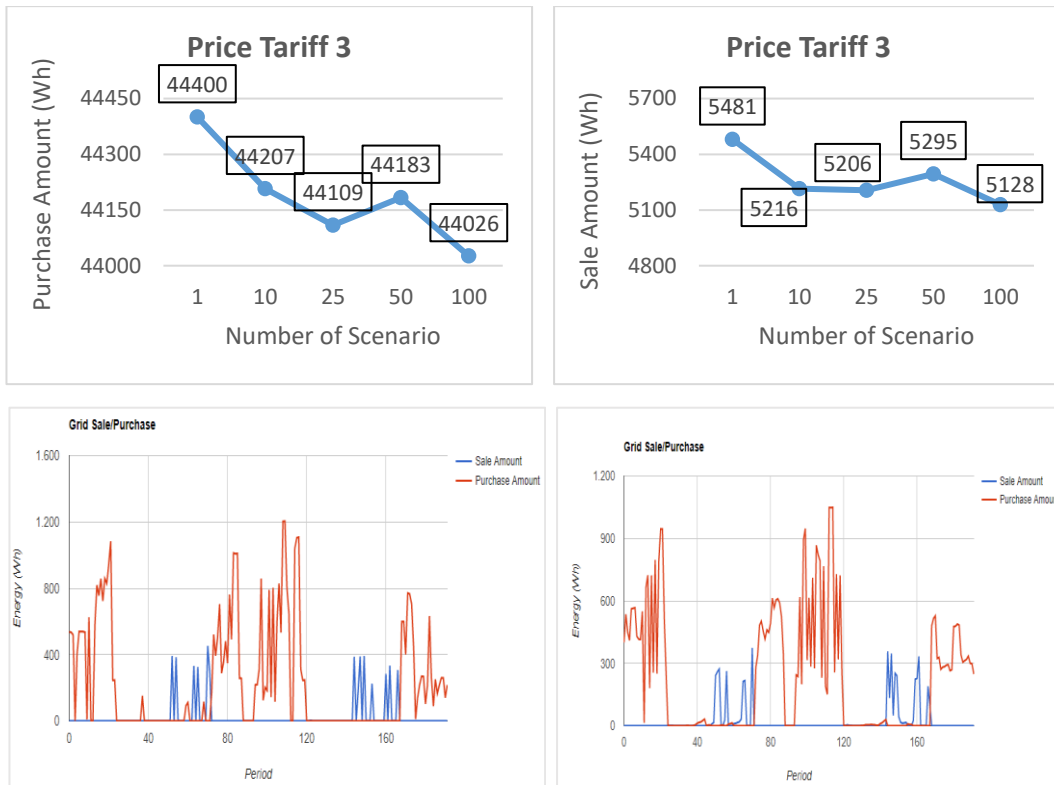 Price Tariff 3
Purchase Amount (Wh)
44450
44300
44150
44000
44400
44207
44109
44183
44026
1 10 25 50 100
Number of Scenario
Price Tariff 3
Sale Amount (Wh)
5700
5400
5100
4800
5481
5216
5206
5295
5128
1 10 25 50 100
Number of Scenario
Grid Sale/Purchase
Energy (Wh)
1.600
1.200
800
400
0
0 40 80 120 160
Period
Sale Amount
Purchase Amount
Grid Sale/Purchase
Energy (Wh)
1.200
900
600
300
0
0 40 80 120 160
Period
Sale Amount
Purchase Amou